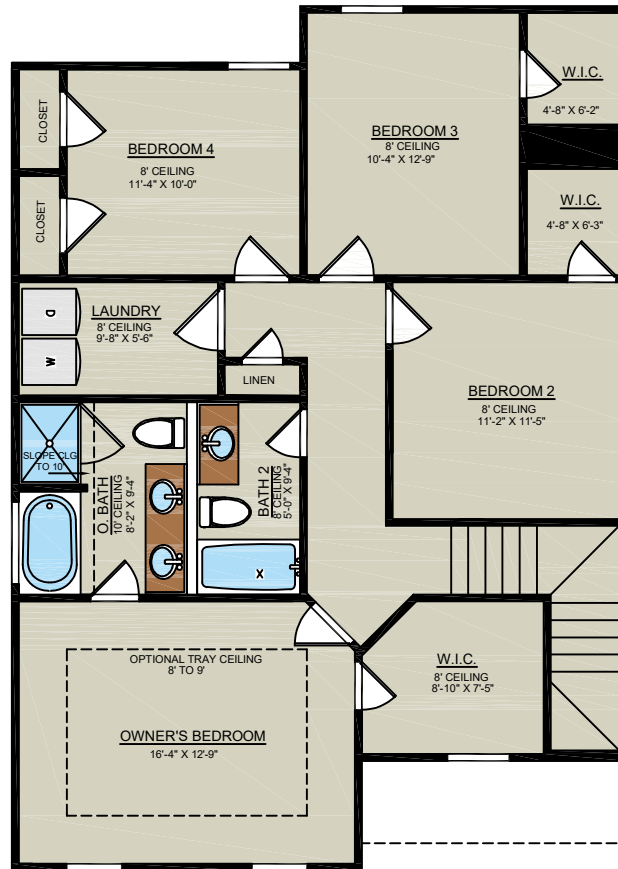 W.I.C.
4'-8" X 6'-2"
CLOSET
BEDROOM 4
8' CEILING
11'-4" X 10'-0"
BEDROOM 3
8' CEILING
10'-4" X 12'-9"
W.I.C.
4'-8" X 6'-3"
CLOSET
D
W
LAUNDRY
8' CEILING
9'-8" X 5'-6"
LINEN
BEDROOM 2
8' CEILING
11'-2" X 11'-5"
SLOPE CLG
TO 10'
O. BATH
10' CEILING
8'-2" X 9'-4"
BATH 2
8' CEILING
5'-0" X 9'-4"
X
OPTIONAL TRAY CEILING
8' TO 9'
OWNER'S BEDROOM
16'-4" X 12'-9"
W.I.C.
8' CEILING
8'-10" X 7'-5"